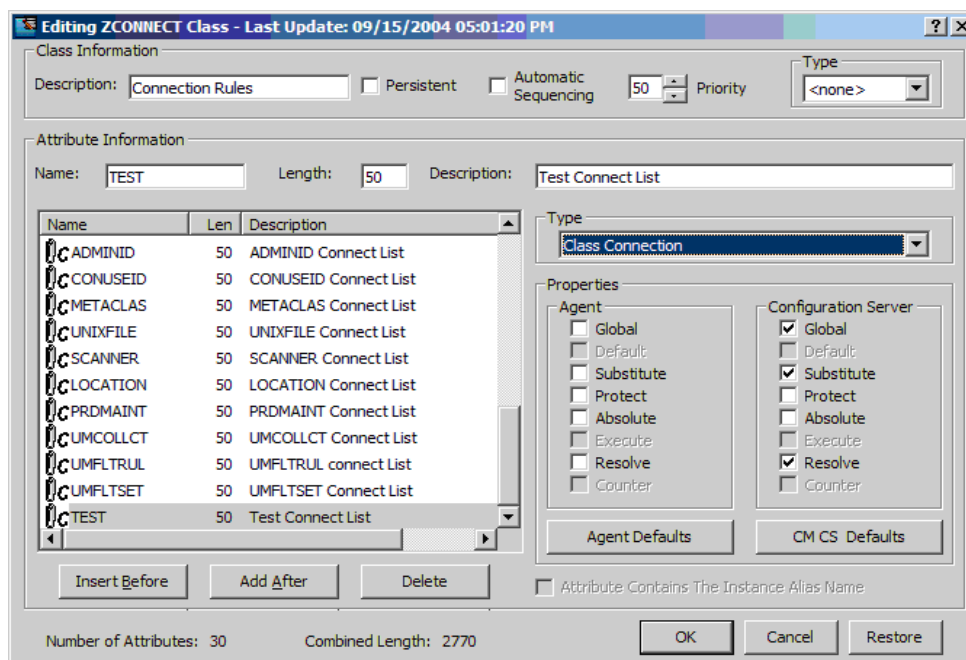 Editing ZCONNECT Class - Last Update: 09/15/2004 05:01:20 PM
Class Information
Description: Connection Rules
Persistent
Automatic Sequencing
50 Priority
Type
<none>
Attribute Information
Name: TEST Length: 50 Description: Test Connect List
Name Len Description
ADMINID 50 ADMINID Connect List
CONUSEID 50 CONUSEID Connect List
METACLAS 50 METACLAS Connect List
UNIXFILE 50 UNIXFILE Connect List
SCANNER 50 SCANNER Connect List
LOCATION 50 LOCATION Connect List
PRDMAINT 50 PRDMAINT Connect List
UMCOLLCT 50 UMCOLLCT Connect List
UMFLTRUL 50 UMFLTRUL connect List
UMFLTSET 50 UMFLTSET Connect List
TEST 50 Test Connect List
Insert Before Add After Delete
Type
Class Connection
Properties
Agent
Global
Default
Substitute
Protect
Absolute
Execute
Resolve
Counter
Agent Defaults
Configuration Server
Global
Default
Substitute
Protect
Absolute
Execute
Resolve
Counter
CM CS Defaults
Attribute Contains The Instance Alias Name
Number of Attributes: 30 Combined Length: 2770
OK Cancel Restore